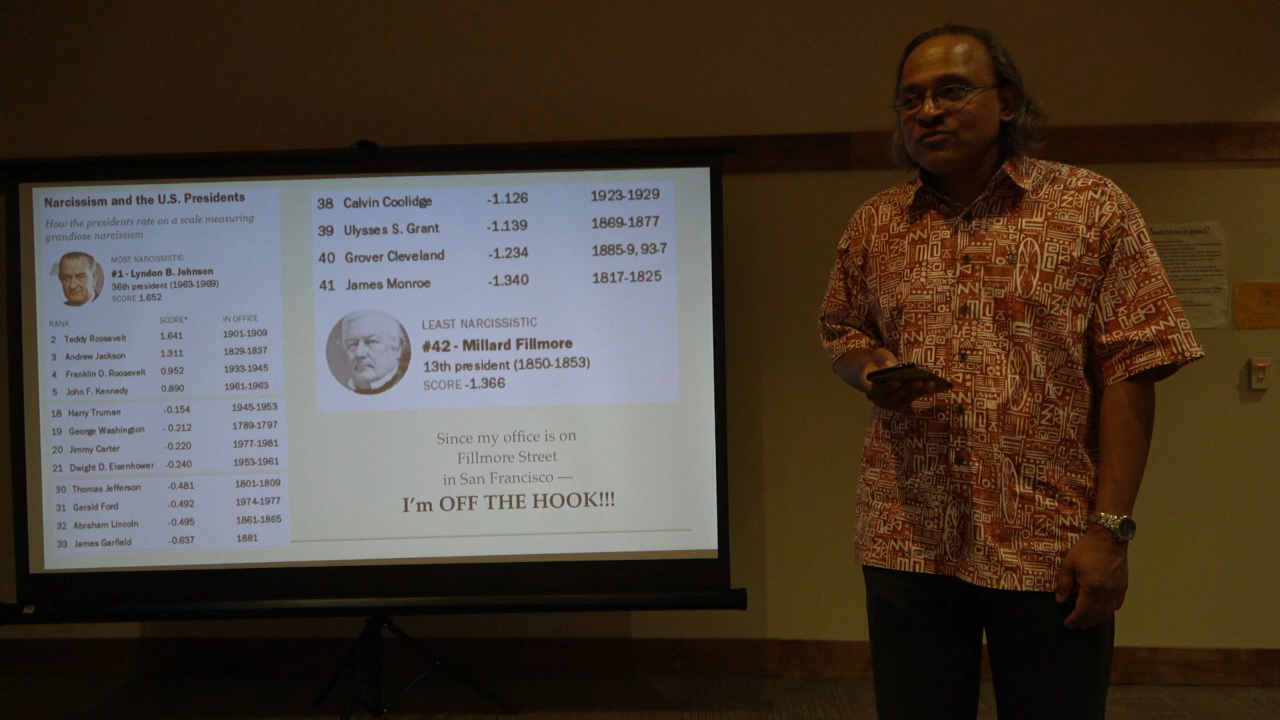 Narcissism and the U.S. Presidents
How the presidents rate on a scale measuring
grandiose narcissism
MOST NARCISSISTIC
#1 - Lyndon B. Johnson
36th president (1963-1969)
SCORE 1.652
RANK SCORE* IN OFFICE
2 Teddy Roosevelt 1.641 1901-1909
3 Andrew Jackson 1.311 1829-1837
4 Franklin D. Roosevelt 0.952 1933-1945
5 John F. Kennedy 0.890 1961-1963
18 Harry Truman -0.154 1945-1953
19 George Washington - 0.212 1789-1797
20 Jimmy Carter -0.220 1977-1981
21 Dwight D. Eisenhower -0.240 1953-1961
30 Thomas Jefferson -0.481 1801-1809
31 Gerald Ford -0.492 1974-1977
32 Abraham Lincoln -0.495 1861-1865
33 James Garfield -0.637 1881
38 Calvin Coolidge -1.126 1923-1929
39 Ulysses S. Grant -1.139 1869-1877
40 Grover Cleveland -1.234 1885-9, 93-7
41 James Monroe -1.340 1817-1825
LEAST NARCISSISTIC
#42 - Millard Fillmore
13th president (1850-1853)
SCORE -1.366
Since my office is on
Fillmore Street
in San Francisco —
I'm OFF THE HOOK!!!